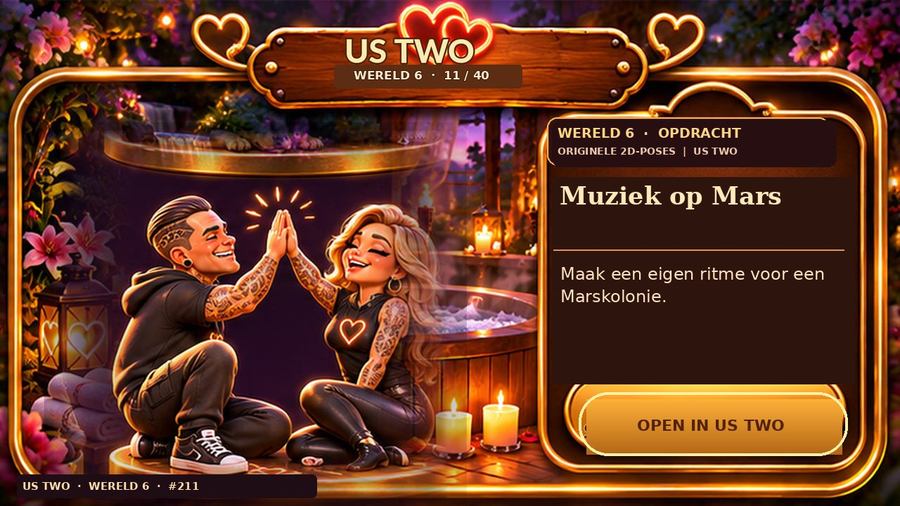 US TWO
WERELD 6 · 11 / 40
WERELD 6 · OPDRACHT
ORIGINELE 2D-POSES | US TWO
Muziek op Mars
Maak een eigen ritme voor een
Marskolonie.
OPEN IN US TWO
US TWO · WERELD 6 · #211